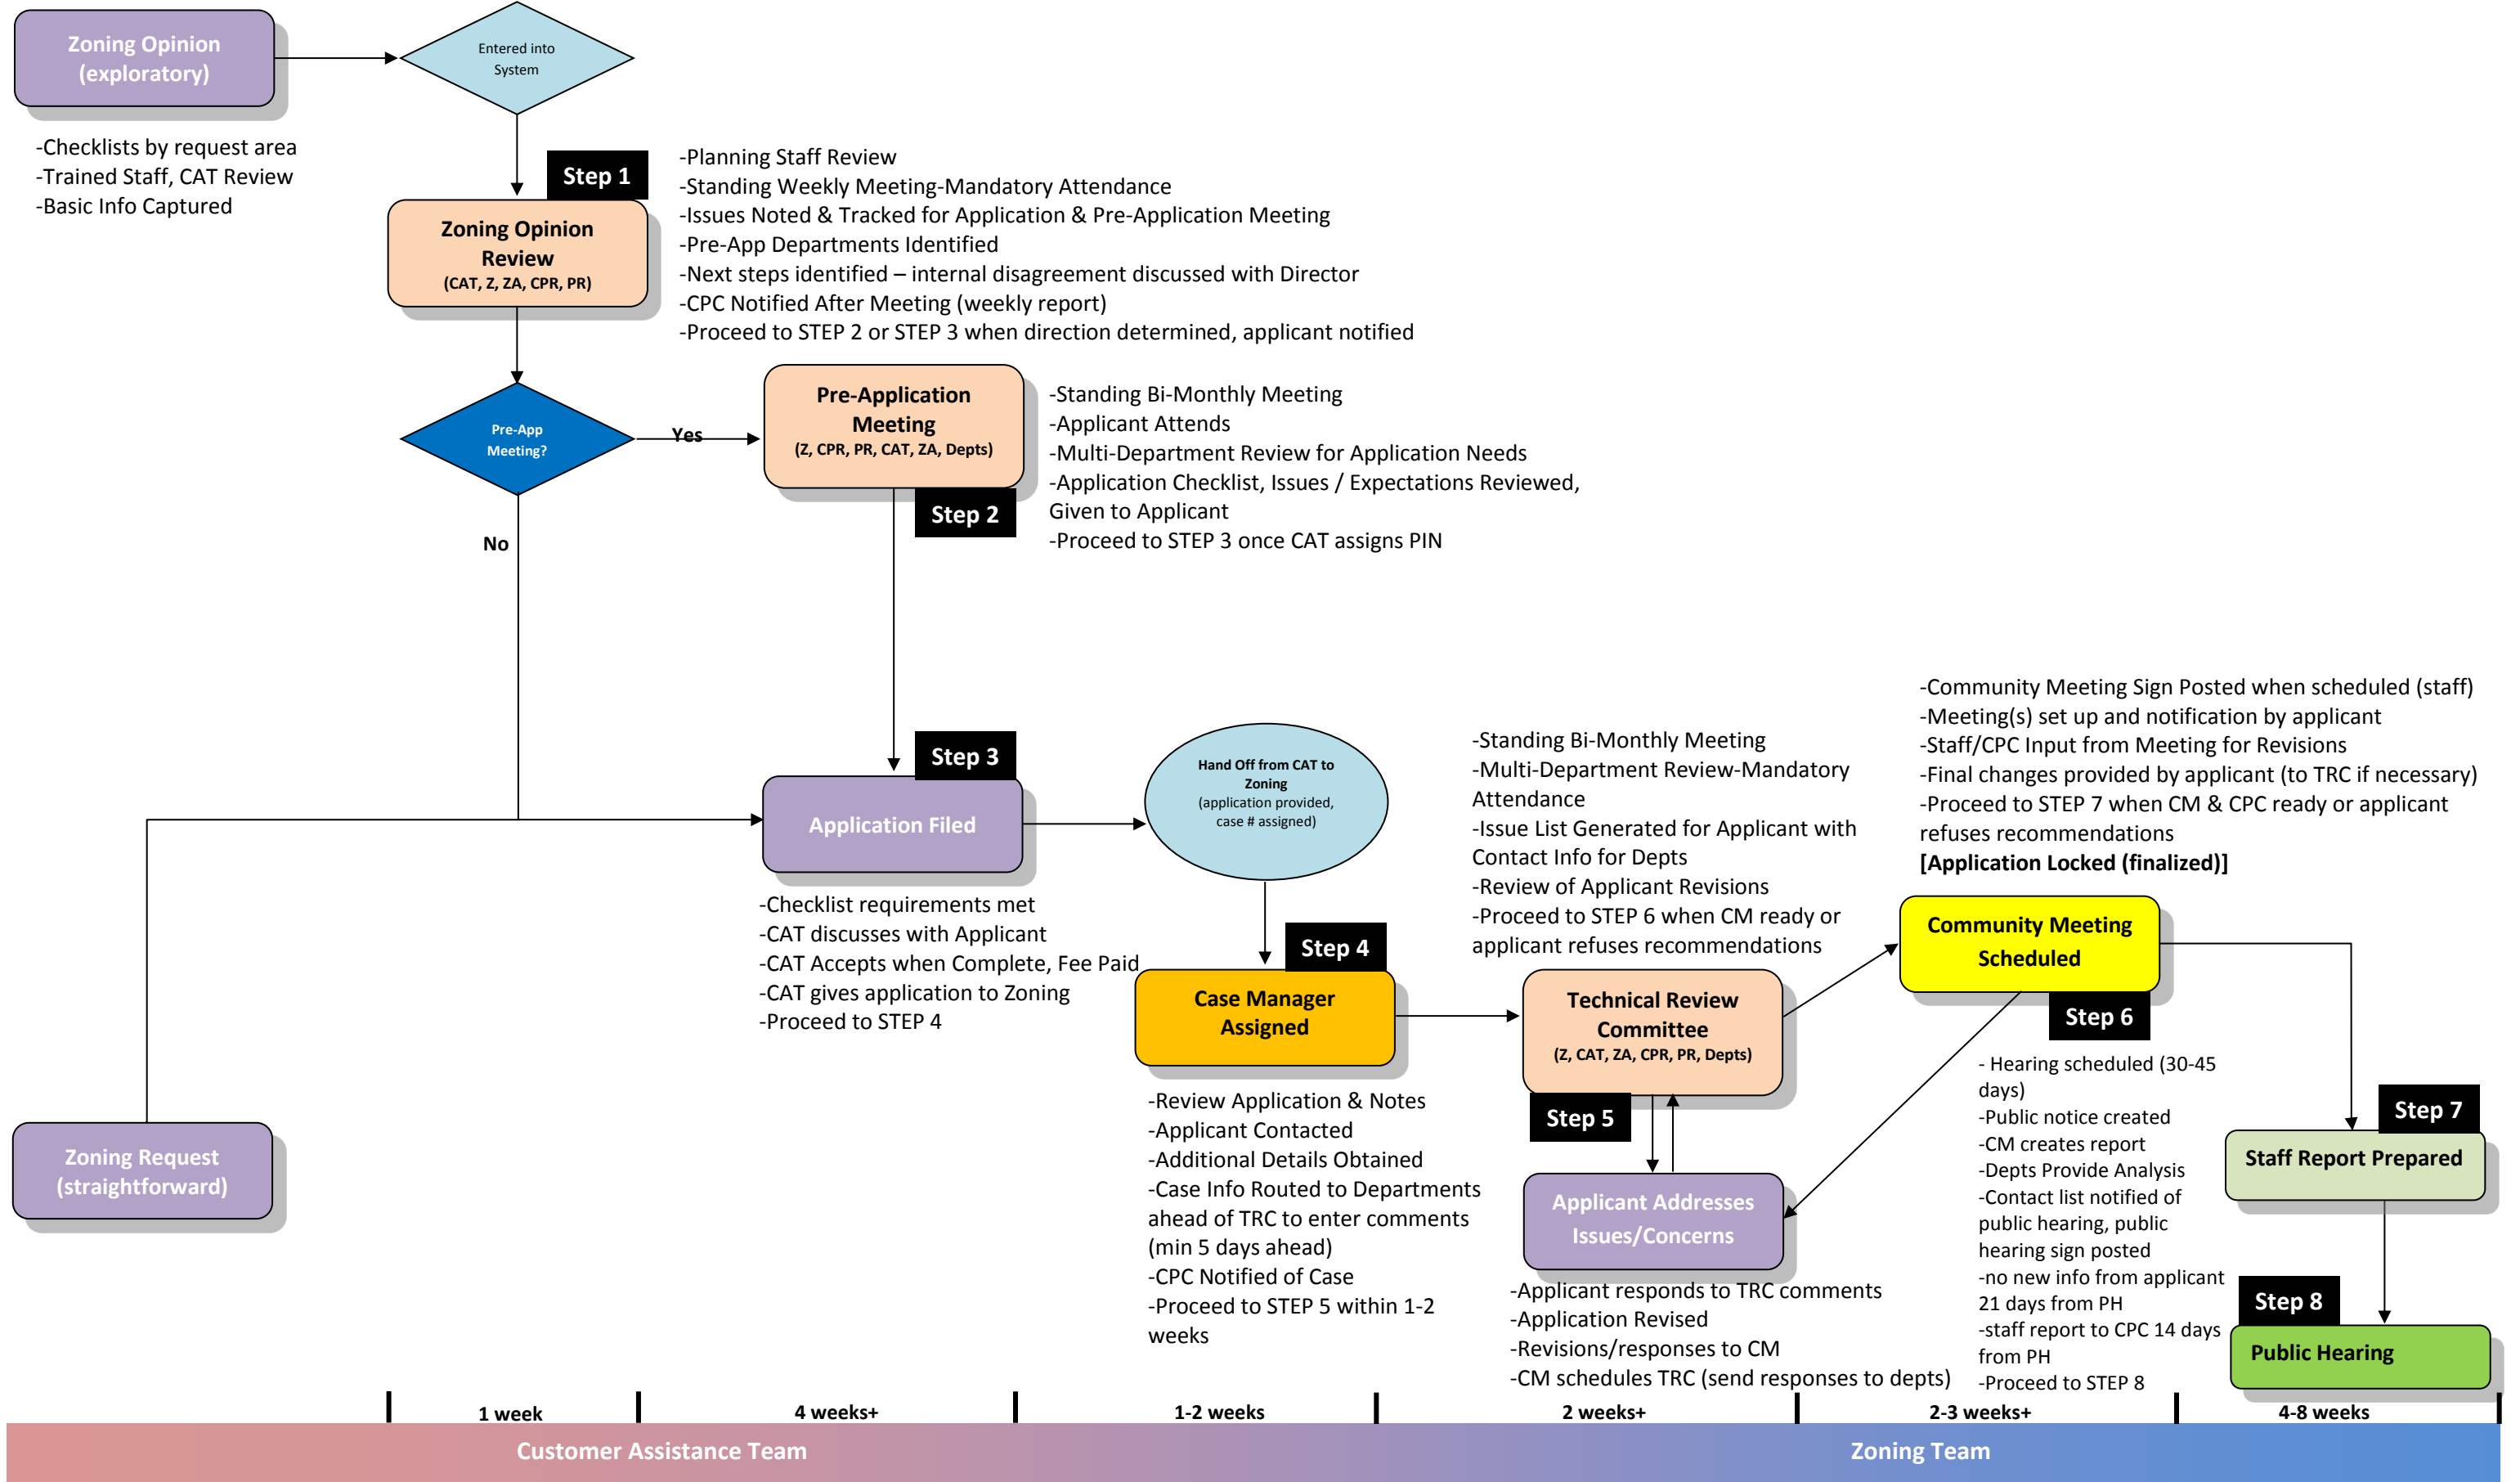 Zoning Opinion
(exploratory)
Entered into
System
-Checklists by request area
-Trained Staff, CAT Review
-Basic Info Captured
Step 1
Zoning Opinion
Review
(CAT, Z, ZA, CPR, PR)
-Planning Staff Review
-Standing Weekly Meeting-Mandatory Attendance
-Issues Noted & Tracked for Application & Pre-Application Meeting
-Pre-App Departments Identified
-Next steps identified – internal disagreement discussed with Director
-CPC Notified After Meeting (weekly report)
-Proceed to STEP 2 or STEP 3 when direction determined, applicant notified
Pre-App
Meeting?
Yes
No
Pre-Application
Meeting
(Z, CPR, PR, CAT, ZA, Depts)
Step 2
-Standing Bi-Monthly Meeting
-Applicant Attends
-Multi-Department Review for Application Needs
-Application Checklist, Issues / Expectations Reviewed,
Given to Applicant
-Proceed to STEP 3 once CAT assigns PIN
Zoning Request
(straightforward)
Step 3
Application Filed
-Checklist requirements met
-CAT discusses with Applicant
-CAT Accepts when Complete, Fee Paid
-CAT gives application to Zoning
-Proceed to STEP 4
Hand Off from CAT to
Zoning
(application provided,
case # assigned)
Step 4
Case Manager
Assigned
-Review Application & Notes
-Applicant Contacted
-Additional Details Obtained
-Case Info Routed to Departments
ahead of TRC to enter comments
(min 5 days ahead)
-CPC Notified of Case
-Proceed to STEP 5 within 1-2
weeks
-Standing Bi-Monthly Meeting
-Multi-Department Review-Mandatory
Attendance
-Issue List Generated for Applicant with
Contact Info for Depts
-Review of Applicant Revisions
-Proceed to STEP 6 when CM ready or
applicant refuses recommendations
Technical Review
Committee
(Z, CAT, ZA, CPR, PR, Depts)
Step 5
Applicant Addresses
Issues/Concerns
-Applicant responds to TRC comments
-Application Revised
-Revisions/responses to CM
-CM schedules TRC (send responses to depts)
-Community Meeting Sign Posted when scheduled (staff)
-Meeting(s) set up and notification by applicant
-Staff/CPC Input from Meeting for Revisions
-Final changes provided by applicant (to TRC if necessary)
-Proceed to STEP 7 when CM & CPC ready or applicant
refuses recommendations
[Application Locked (finalized)]
Community Meeting
Scheduled
Step 6
- Hearing scheduled (30-45
days)
-Public notice created
-CM creates report
-Depts Provide Analysis
-Contact list notified of
public hearing, public
hearing sign posted
-no new info from applicant
21 days from PH
-staff report to CPC 14 days
from PH
-Proceed to STEP 8
Step 7
Staff Report Prepared
Step 8
Public Hearing
1 week
4 weeks+
1-2 weeks
2 weeks+
2-3 weeks+
4-8 weeks
Customer Assistance Team
Zoning Team